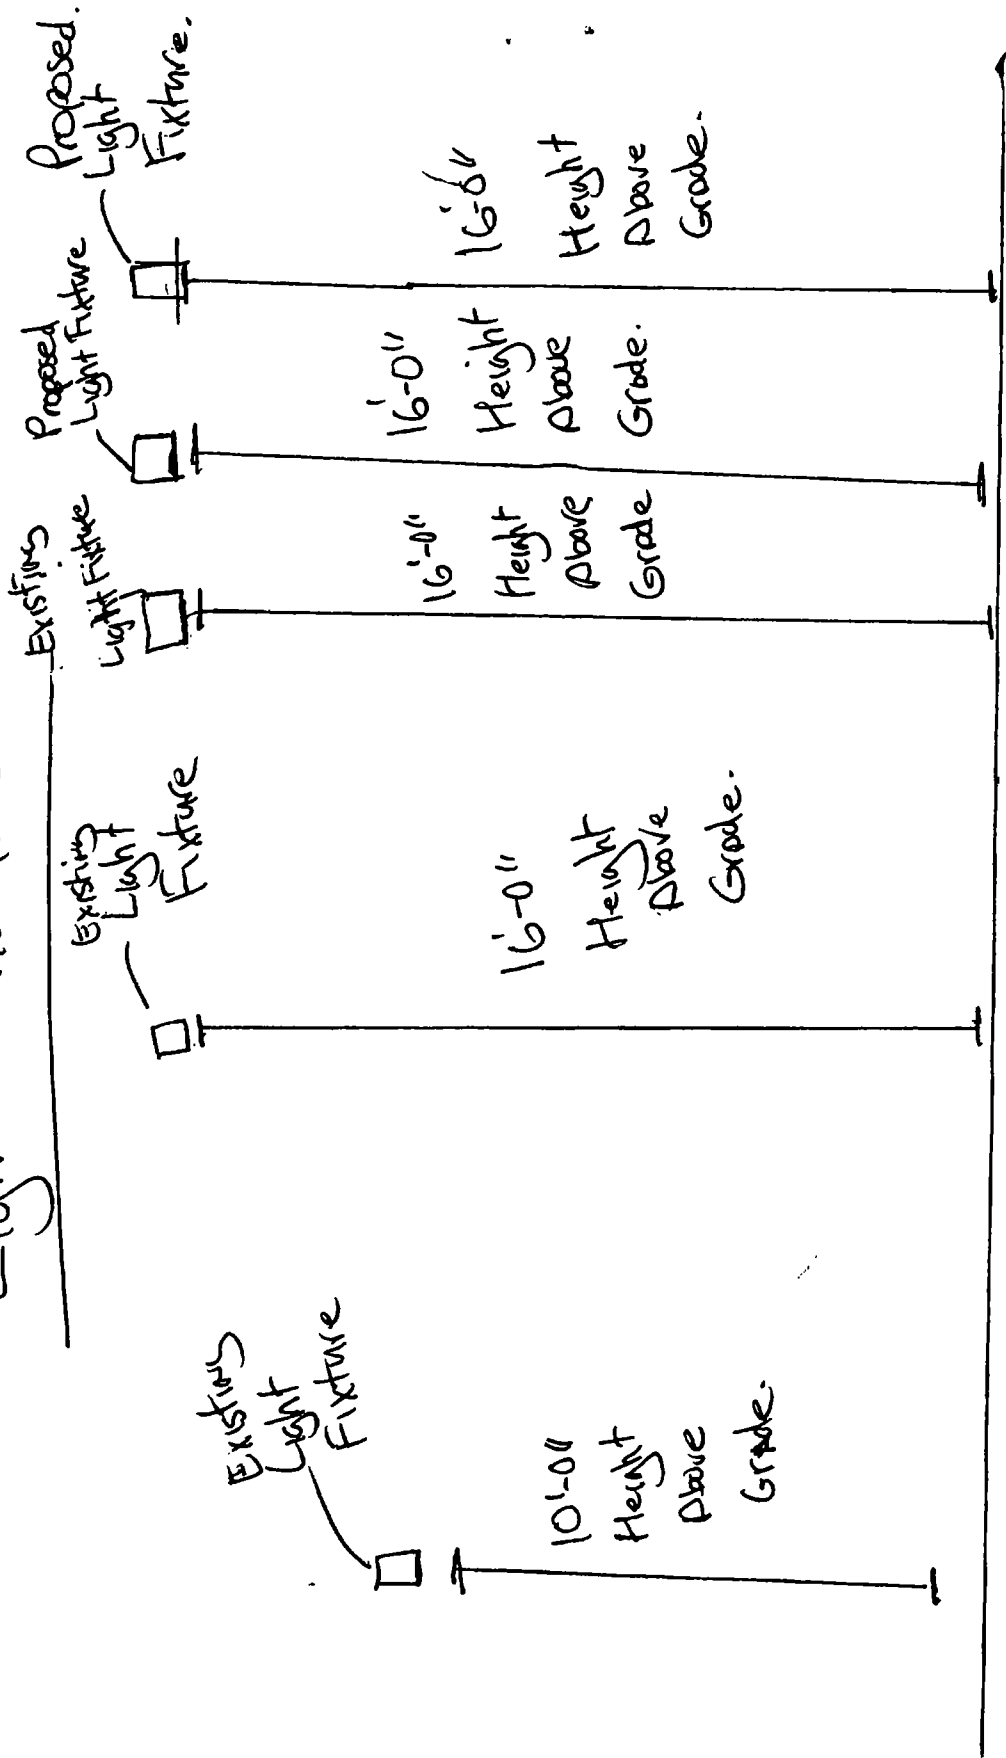 Light
Existing
Light
Fixture
10'-0"
Height
Above
Grade.
Existing
Light
Fixture
16'-0"
Height
Above
Grade.
Existing
Light Fixture
16'-0"
Height
Above
Grade
Proposed
Light Fixture
16'-0"
Height
Above
Grade.
Proposed.
Light
Fixture.
16'-0"
Height
Above
Grade.